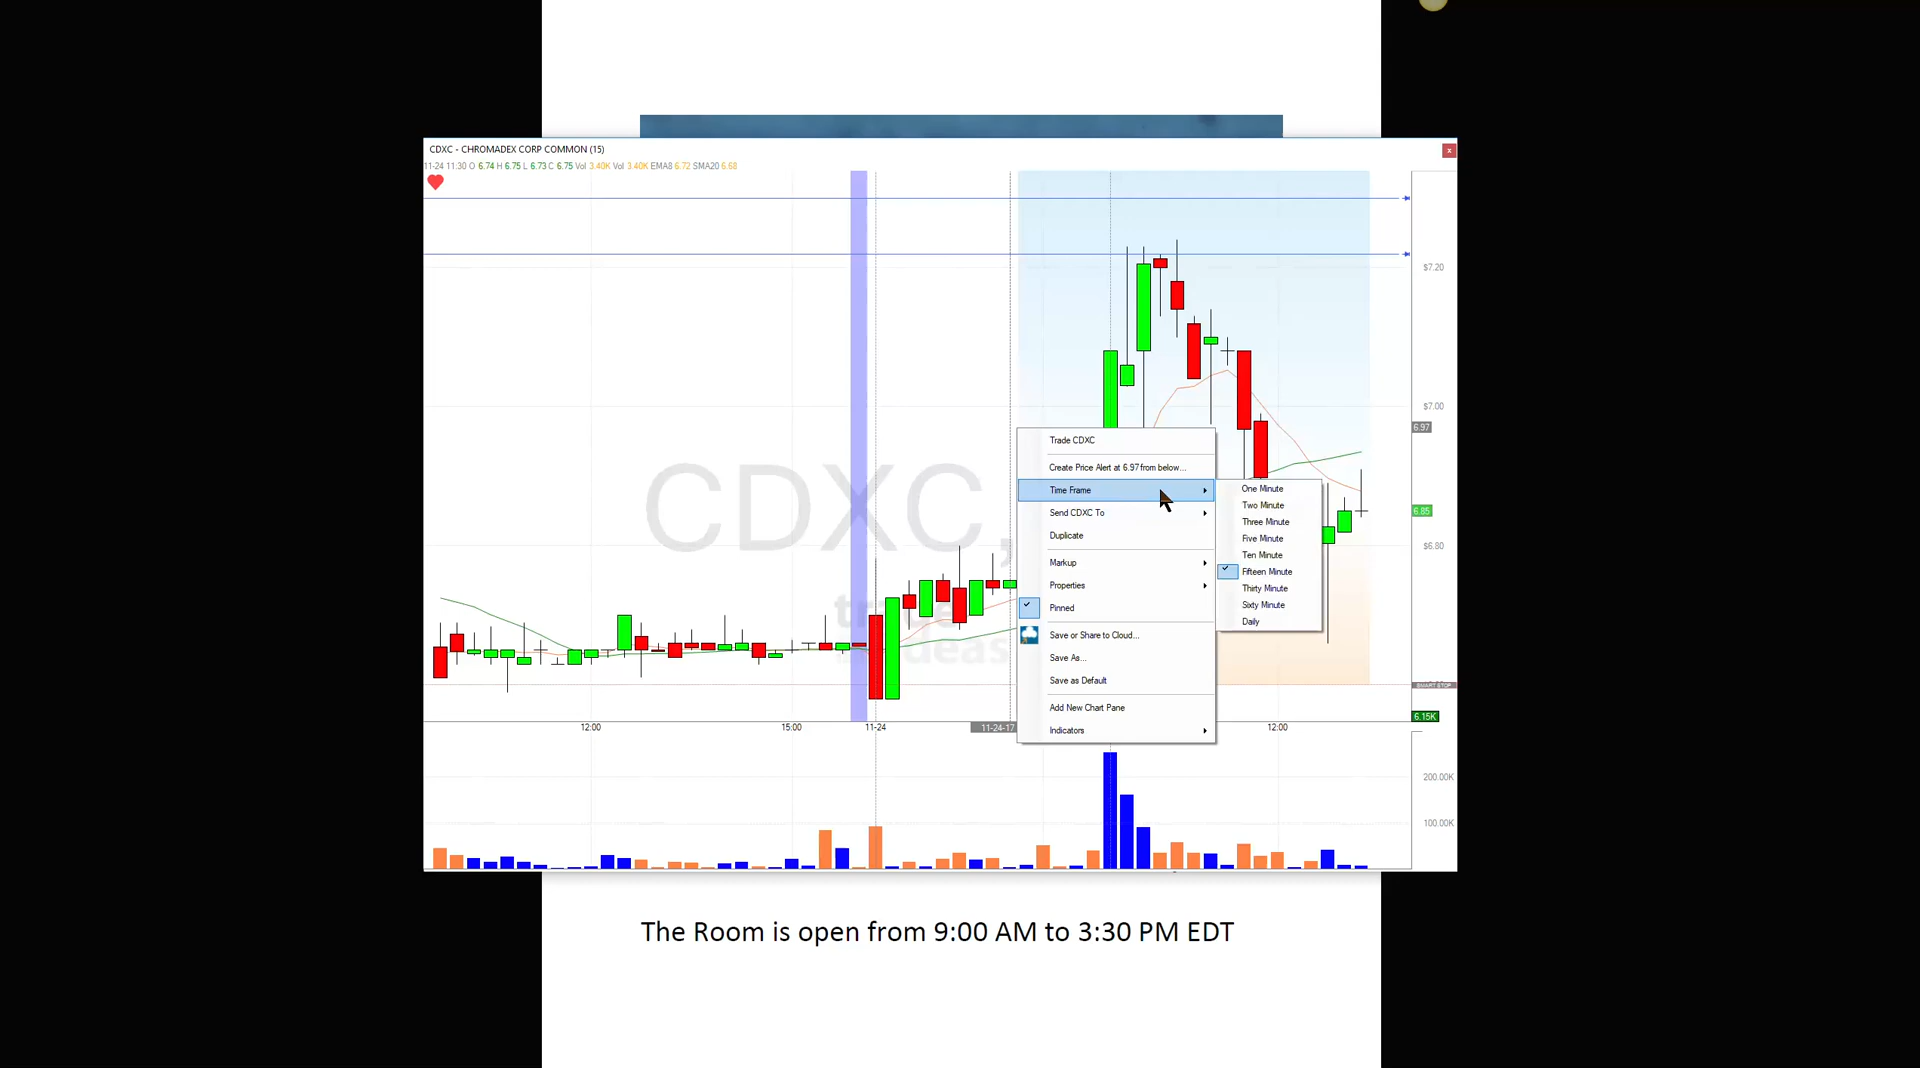 CDXC - CHROMADEX CORP COMMON (15)
x
11-24 11:30 O 6.74 H 6.75 L 6.73 C 6.75 Vol 3.40K Vol 3.40K EMA8 6.72 SMA20 6.68
$7.20
$7.00
6.97
6.85
$6.80
SMART STOP
6.15K
CDXC,
trade
ideas
Trade CDXC
Create Price Alert at 6.97 from below...
Time Frame
Send CDXC To
Duplicate
Markup
Properties
Pinned
Save or Share to Cloud...
Save As...
Save as Default
Add New Chart Pane
Indicators
One Minute
Two Minute
Three Minute
Five Minute
Ten Minute
Fifteen Minute
Thirty Minute
Sixty Minute
Daily
12:00 15:00 11-24 11-24-17 12:00
200.00K
100.00K
The Room is open from 9:00 AM to 3:30 PM EDT